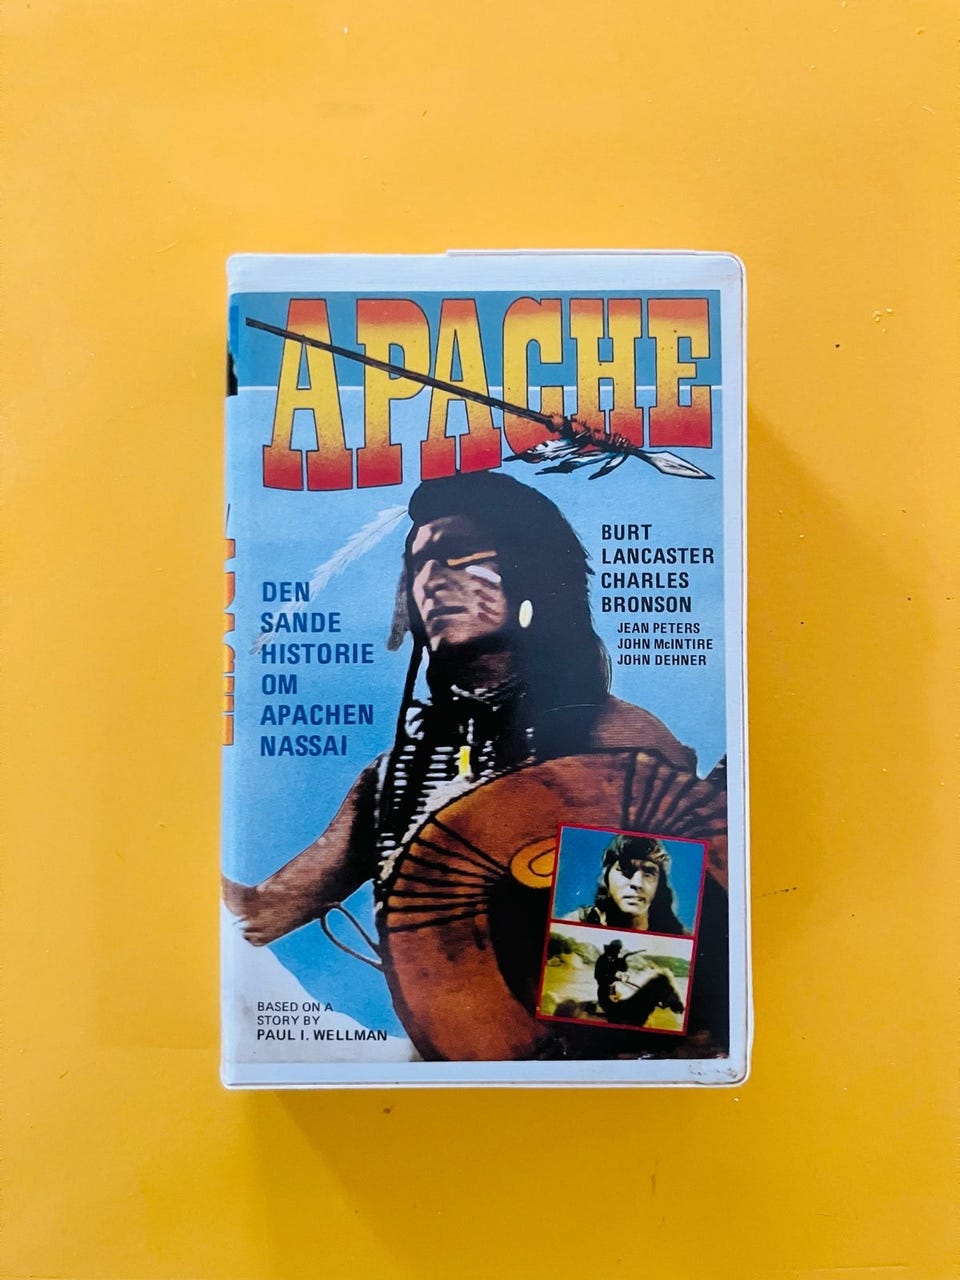 APACHE
BURT
LANCASTER
CHARLES
BRONSON
JEAN PETERS
JOHN McINTIRE
JOHN DEHNER
DEN
SANDE
HISTORIE
OM
APACHEN
NASSAI
BASED ON A
STORY BY
PAUL I. WELLMAN
APACHE